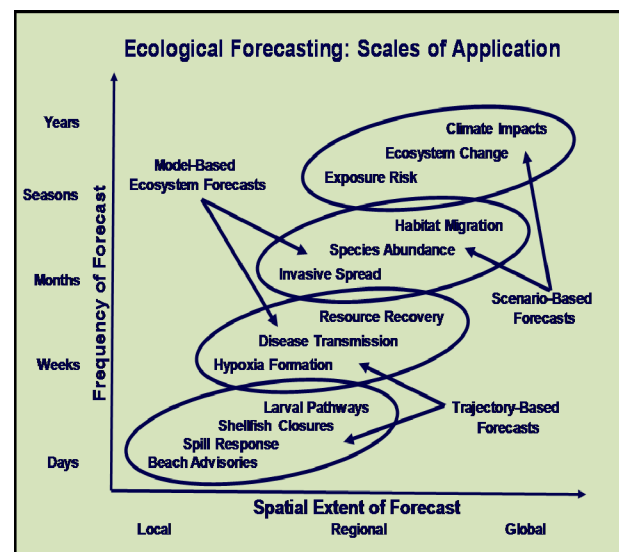 Ecological Forecasting: Scales of Application
Years
Seasons
Months
Weeks
Days
Frequency of Forecast
Climate Impacts
Ecosystem Change
Exposure Risk
Model-Based
Ecosystem Forecasts
Habitat Migration
Species Abundance
Invasive Spread
Scenario-Based
Forecasts
Resource Recovery
Disease Transmission
Hypoxia Formation
Larval Pathways
Shellfish Closures
Spill Response
Beach Advisories
Trajectory-Based
Forecasts
Spatial Extent of Forecast
Local
Regional
Global